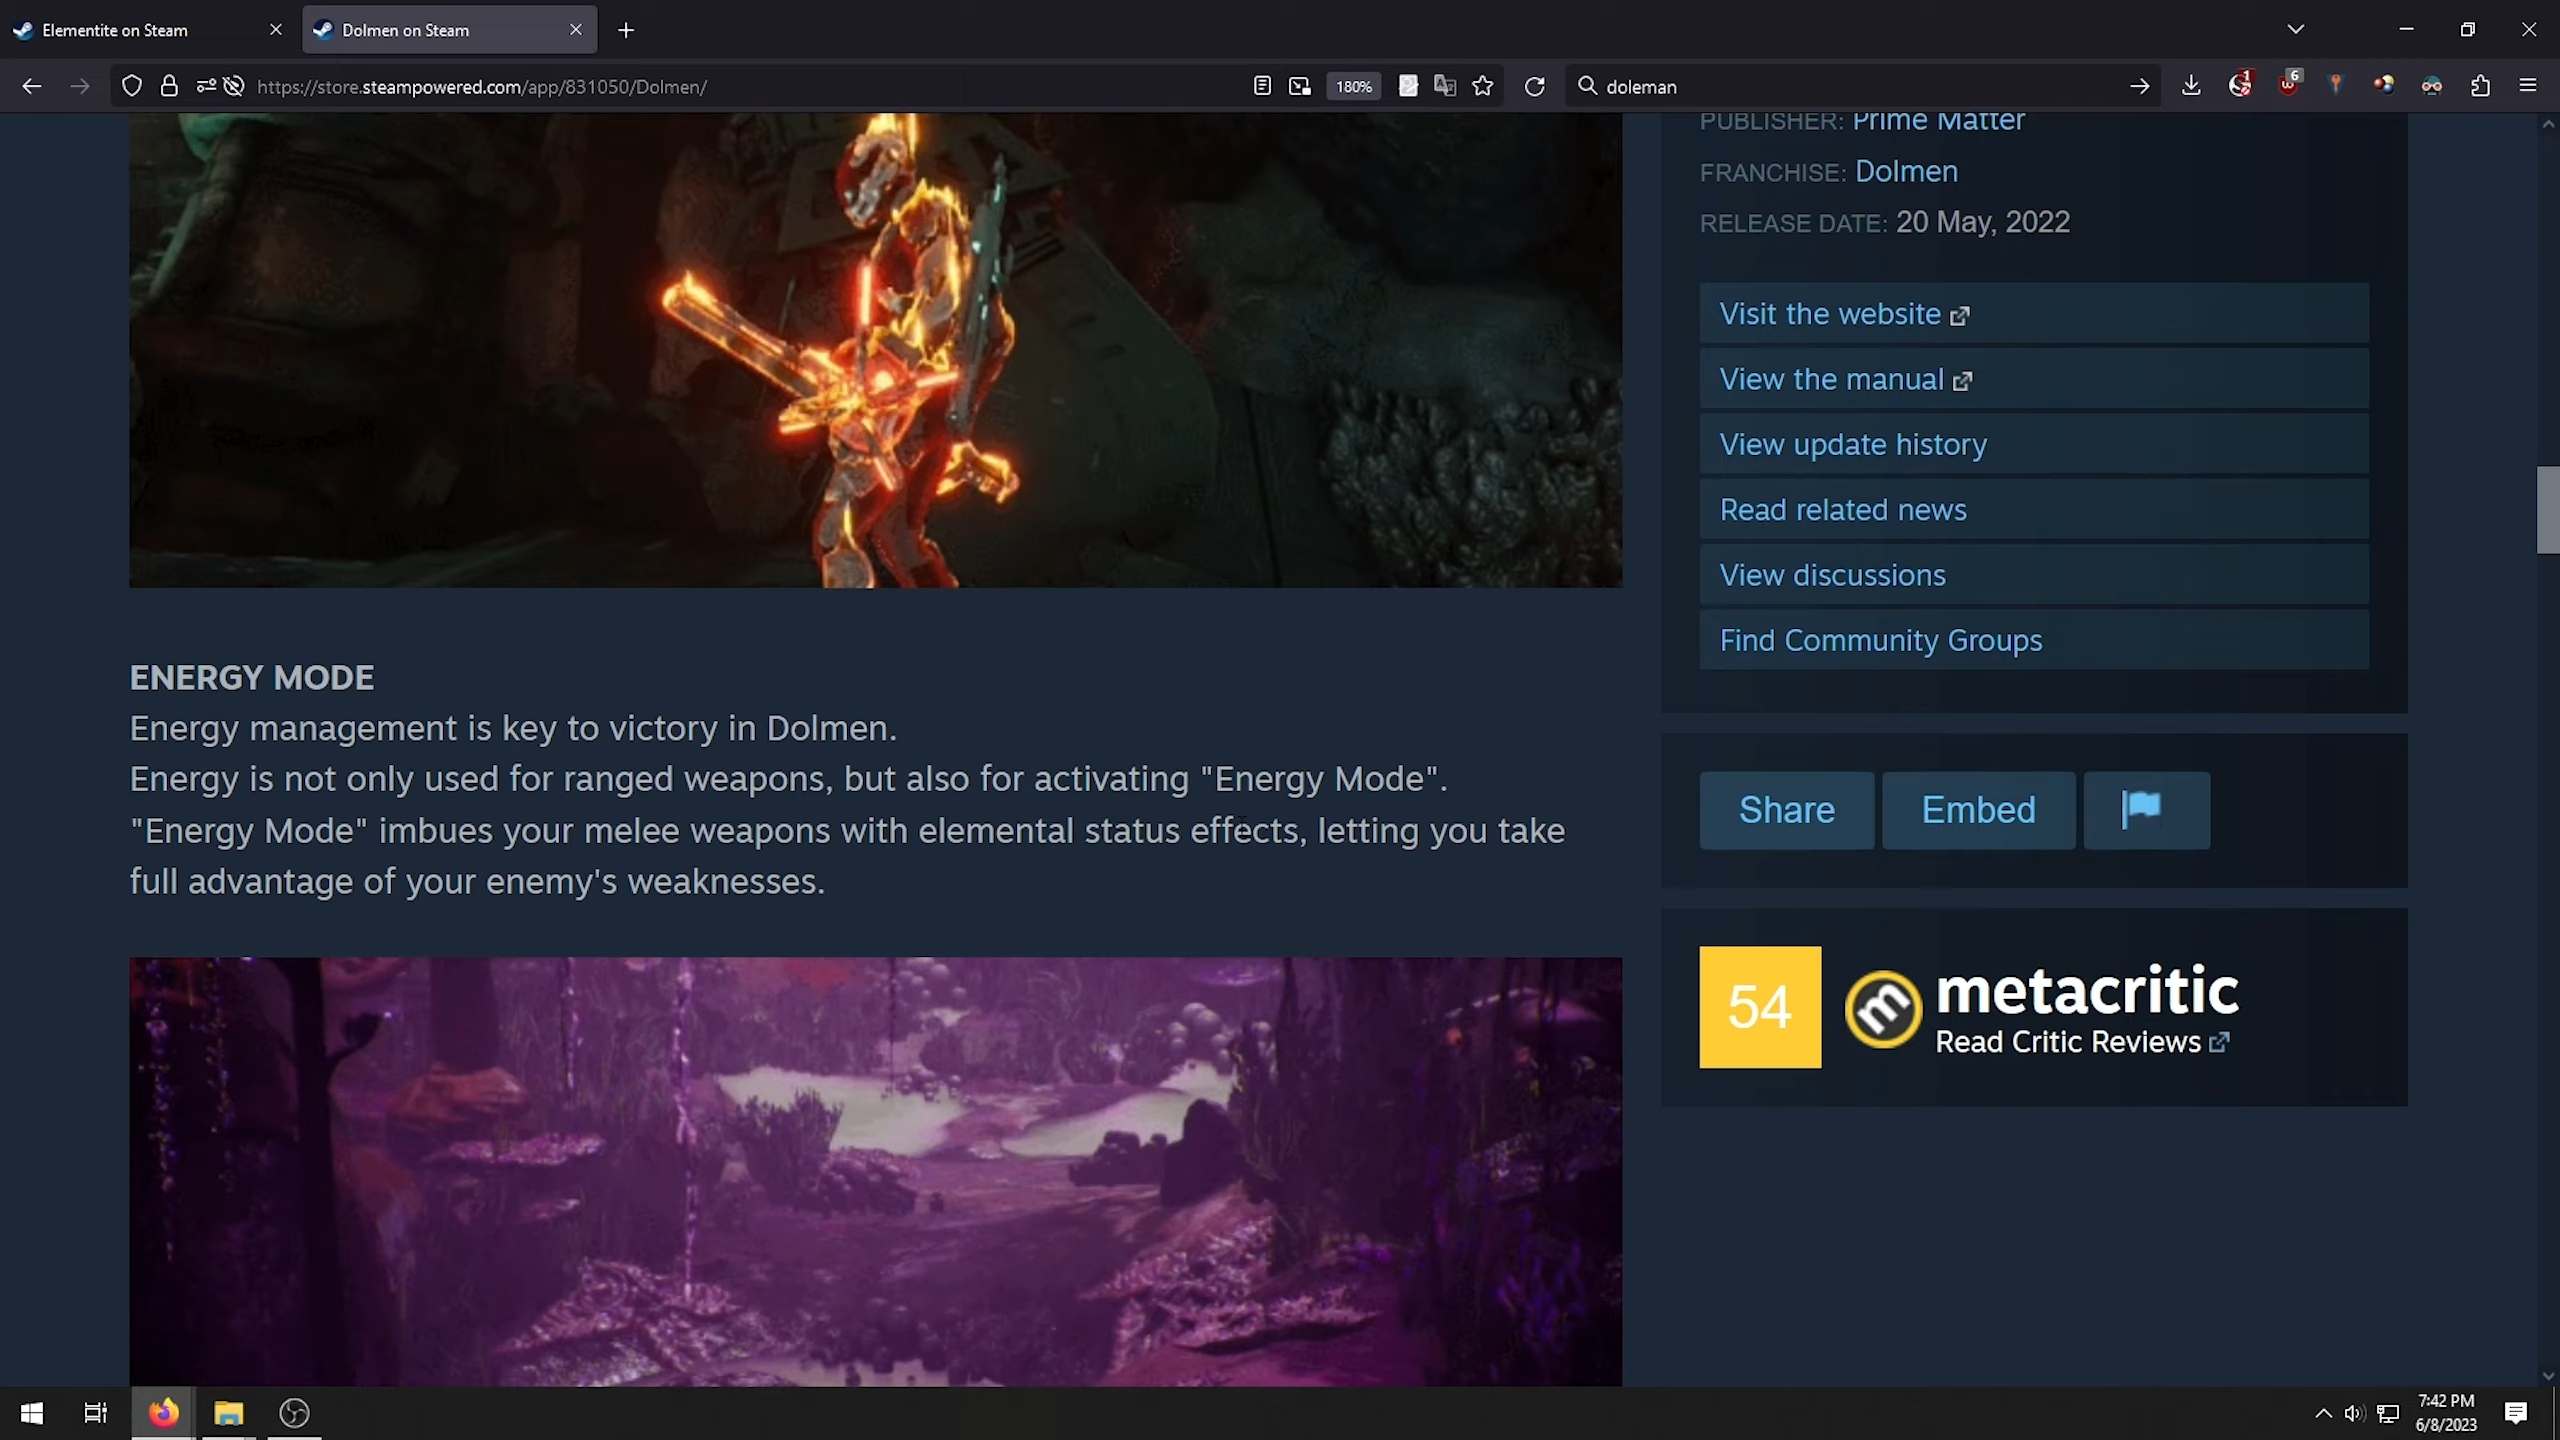 Elementite on Steam
Dolmen on Steam
https://store.steampowered.com/app/831050/Dolmen/
180%
doleman
1
6
PUBLISHER: Prime Matter
FRANCHISE: Dolmen
RELEASE DATE: 20 May, 2022
Visit the website
View the manual
View update history
Read related news
View discussions
Find Community Groups
ENERGY MODE
Energy management is key to victory in Dolmen.
Energy is not only used for ranged weapons, but also for activating "Energy Mode".
"Energy Mode" imbues your melee weapons with elemental status effects, letting you take
full advantage of your enemy's weaknesses.
Share
Embed
54
metacritic
Read Critic Reviews
7:42 PM
6/8/2023